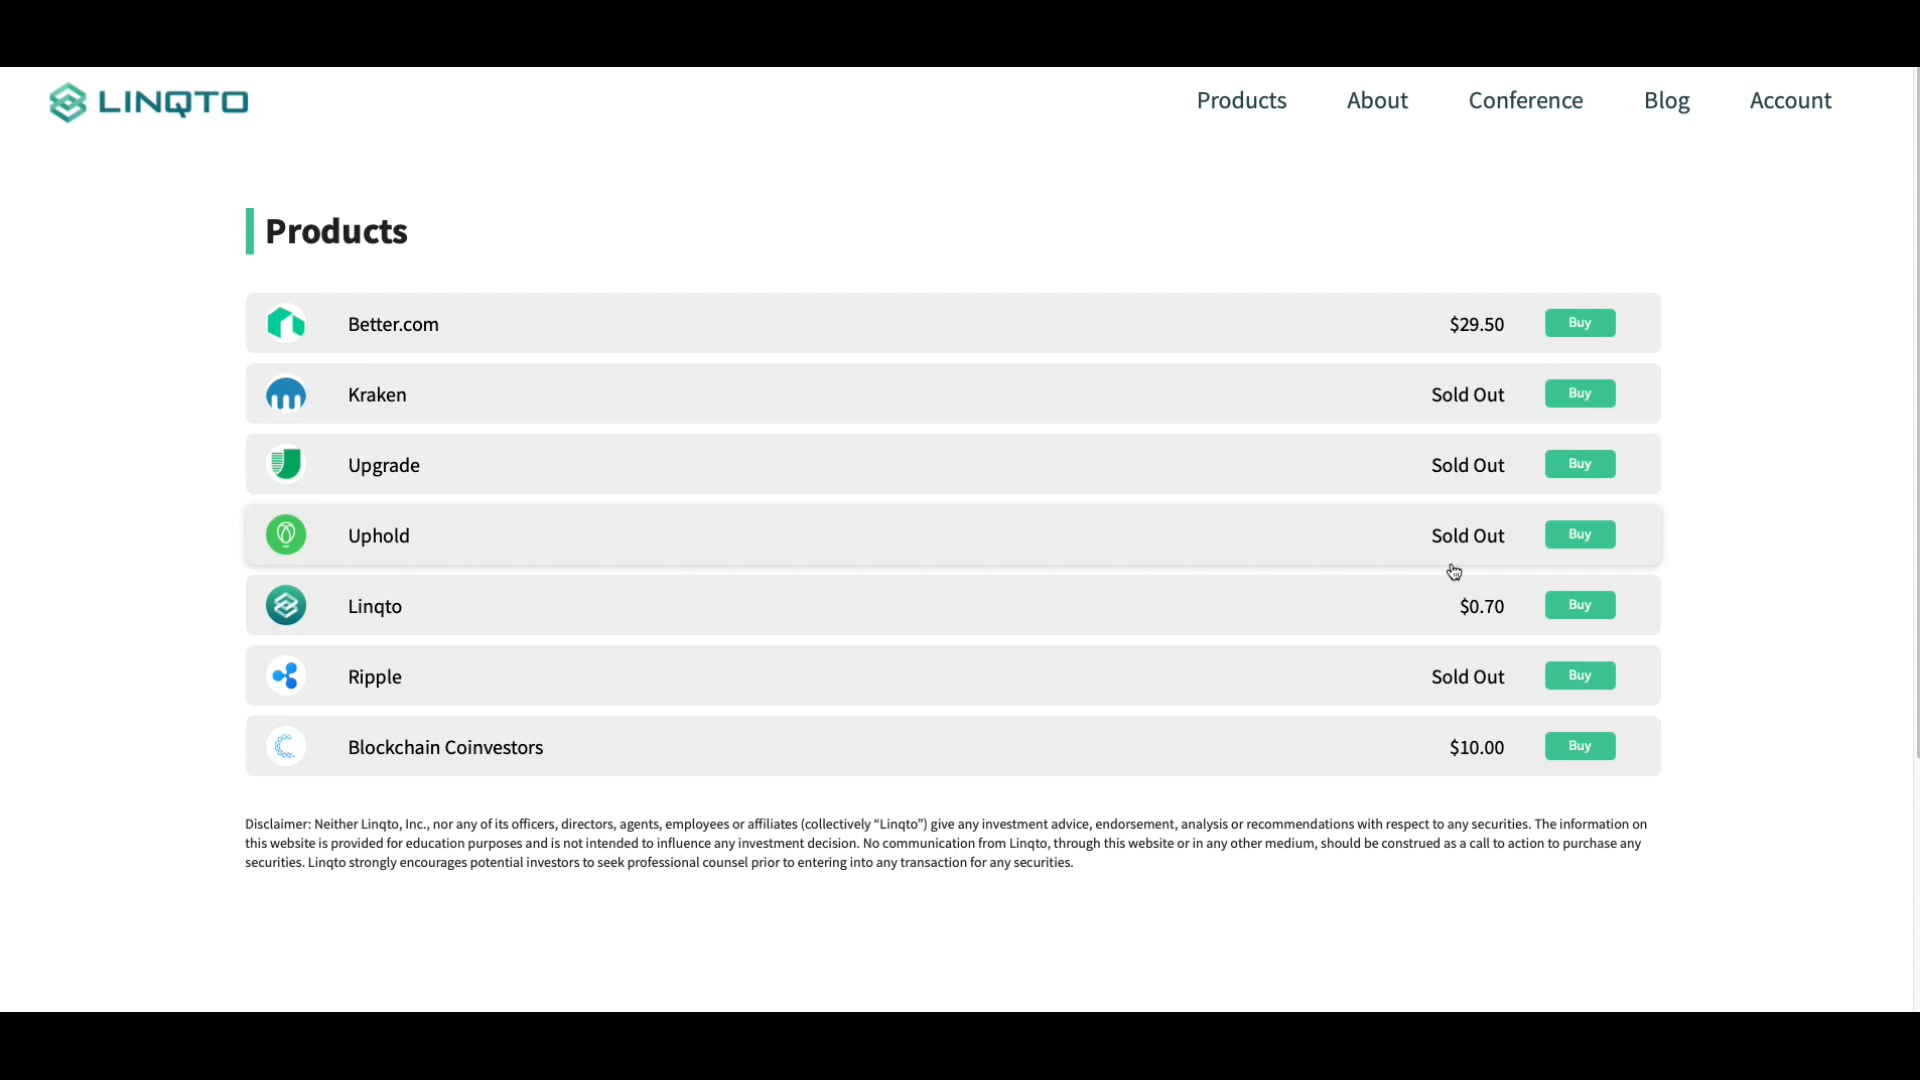 LINQTO
Products About Conference Blog Account
Products
Better.com $29.50 Buy
Kraken Sold Out Buy
Upgrade Sold Out Buy
Uphold Sold Out Buy
Linqto $0.70 Buy
Ripple Sold Out Buy
Blockchain Coinvestors $10.00 Buy
Disclaimer: Neither Linqto, Inc., nor any of its officers, directors, agents, employees or affiliates (collectively “Linqto”) give any investment advice, endorsement, analysis or recommendations with respect to any securities. The information on
this website is provided for education purposes and is not intended to influence any investment decision. No communication from Linqto, through this website or in any other medium, should be construed as a call to action to purchase any
securities. Linqto strongly encourages potential investors to seek professional counsel prior to entering into any transaction for any securities.